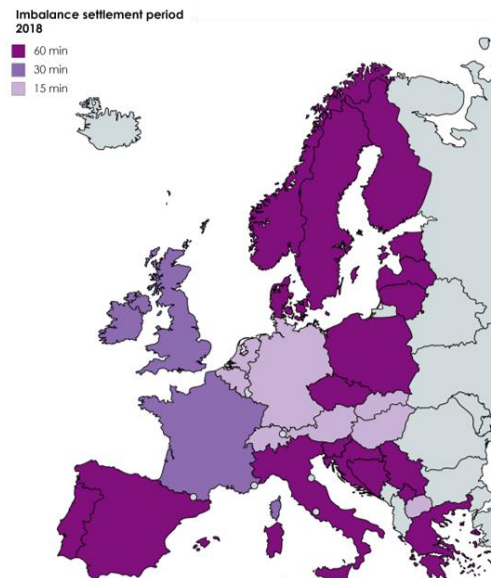 Imbalance settlement period
2018
60 min
30 min
15 min